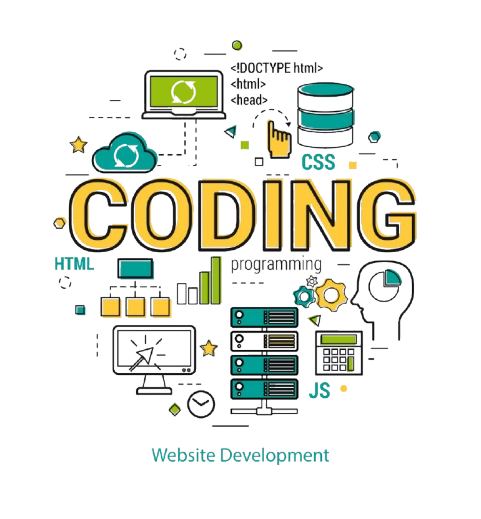 <!DOCTYPE html>
<html>
<head>
CSS
CODING
HTML
programming
JS
Website Development